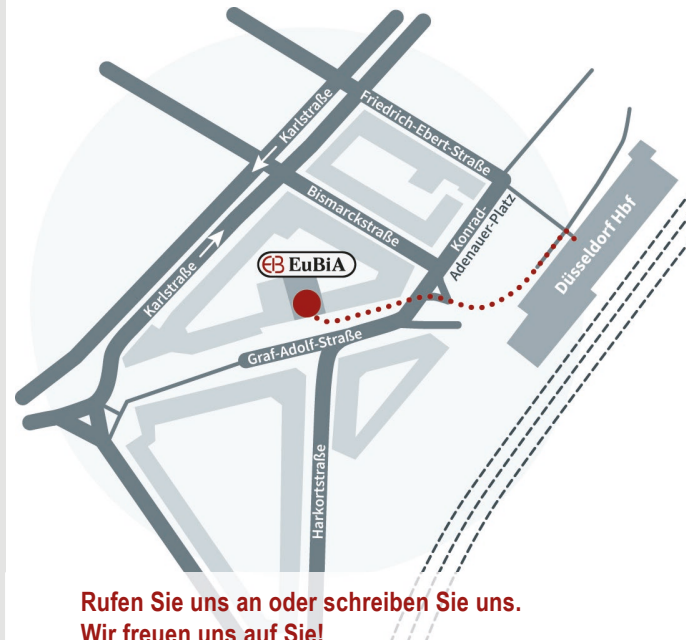 Karlstraße
Friedrich-Ebert-Straße
Bismarckstraße
Konrad-
Adenauer-Platz
Düsseldorf Hbf
Karlstraße
EB EuBiA
Graf-Adolf-Straße
Harkortstraße
Rufen Sie uns an oder schreiben Sie uns.
Wir freuen uns auf Sie!